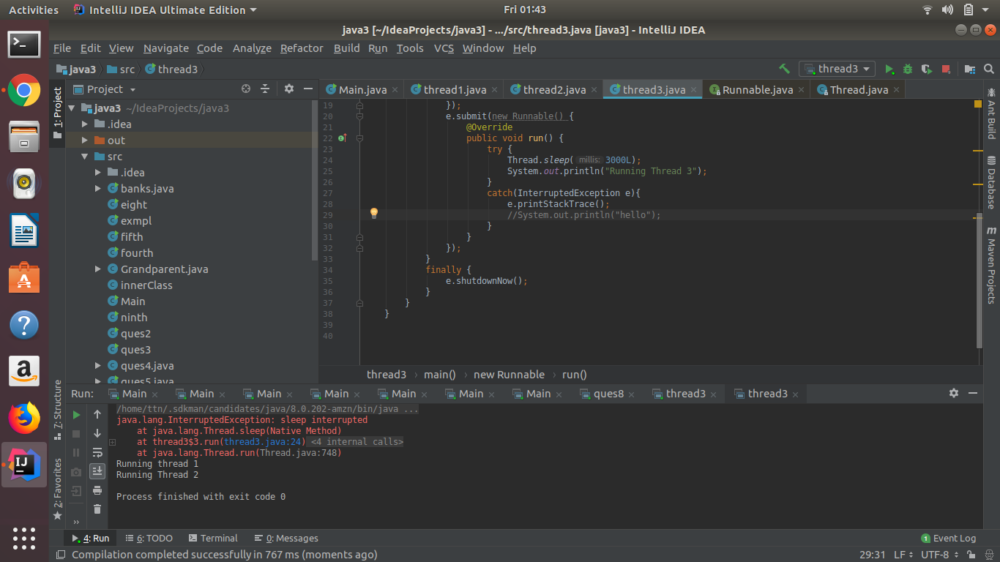 Activities IntelliJ IDEA Ultimate Edition Fri 01:43
java3 [~/IdeaProjects/java3] - .../src/thread3.java [java3] - IntelliJ IDEA
File Edit View Navigate Code Analyze Refactor Build Run Tools VCS Window Help
java3 src thread3 thread3
1: Project
Project
Main.java thread1.java thread2.java thread3.java Runnable.java Thread.java
java3 ~/IdeaProjects/java3
.idea
out
src
.idea
banks.java
eight
exmpl
fifth
fourth
Grandparent.java
innerClass
Main
ninth
ques2
ques3
ques4.java
ques5.java
19 });
20 e.submit(new Runnable() {
21 @Override
22 public void run() {
23 try {
24 Thread.sleep( millis: 3000L);
25 System.out.println("Running Thread 3");
26 }
27 catch(InterruptedException e){
28 e.printStackTrace();
29 //System.out.println("hello");
30 }
31 }
32 });
33 }
34 finally {
35 e.shutdownNow();
36 }
37 }
38 }
39
40
Ant Build
Database
m Maven Projects
thread3 main() new Runnable run()
Run: Main Main Main Main Main Main Main ques8 thread3 thread3
7: Structure
2: Favorites
/home/ttn/.sdkman/candidates/java/8.0.202-amzn/bin/java ...
java.lang.InterruptedException: sleep interrupted
at java.lang.Thread.sleep(Native Method)
at thread3$3.run(thread3.java:24) <4 internal calls>
at java.lang.Thread.run(Thread.java:748)
Running thread 1
Running Thread 2
Process finished with exit code 0
4: Run 6: TODO Terminal 0: Messages 1 Event Log
Compilation completed successfully in 767 ms (moments ago) 29:31 LF UTF-8